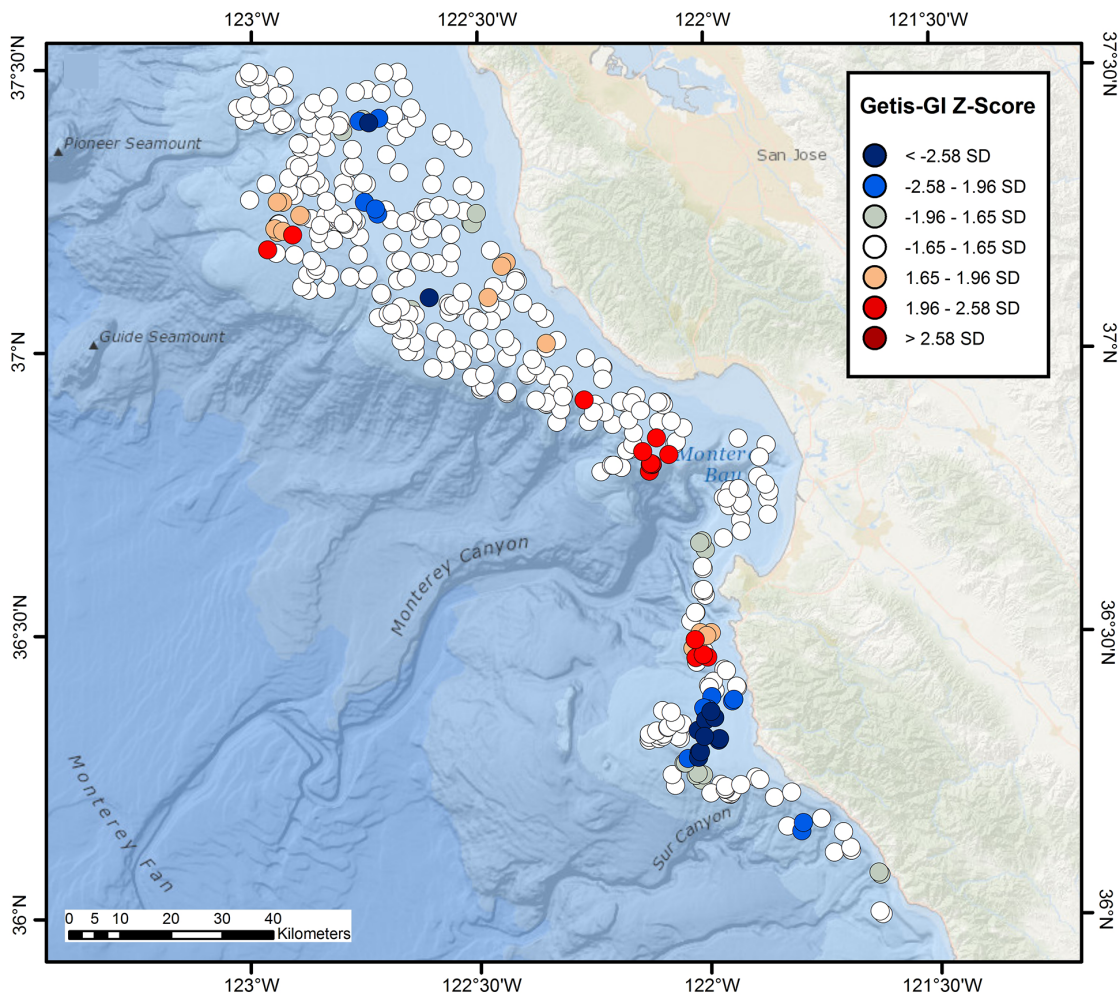 123°W 122°30'W 122°W 121°30'W
37°30'N
37°N
36°30'N
36°N
37°30'N
37°N
36°30'N
36°N
Getis-GI Z-Score
< -2.58 SD
-2.58 - 1.96 SD
-1.96 - 1.65 SD
-1.65 - 1.65 SD
1.65 - 1.96 SD
1.96 - 2.58 SD
> 2.58 SD
Pioneer Seamount
San Jose
Guide Seamount
Monter
Bay
Monterey Canyon
Monterey Fan
Sur Canyon
0 5 10 20 30 40
Kilometers
123°W 122°30'W 122°W 121°30'W